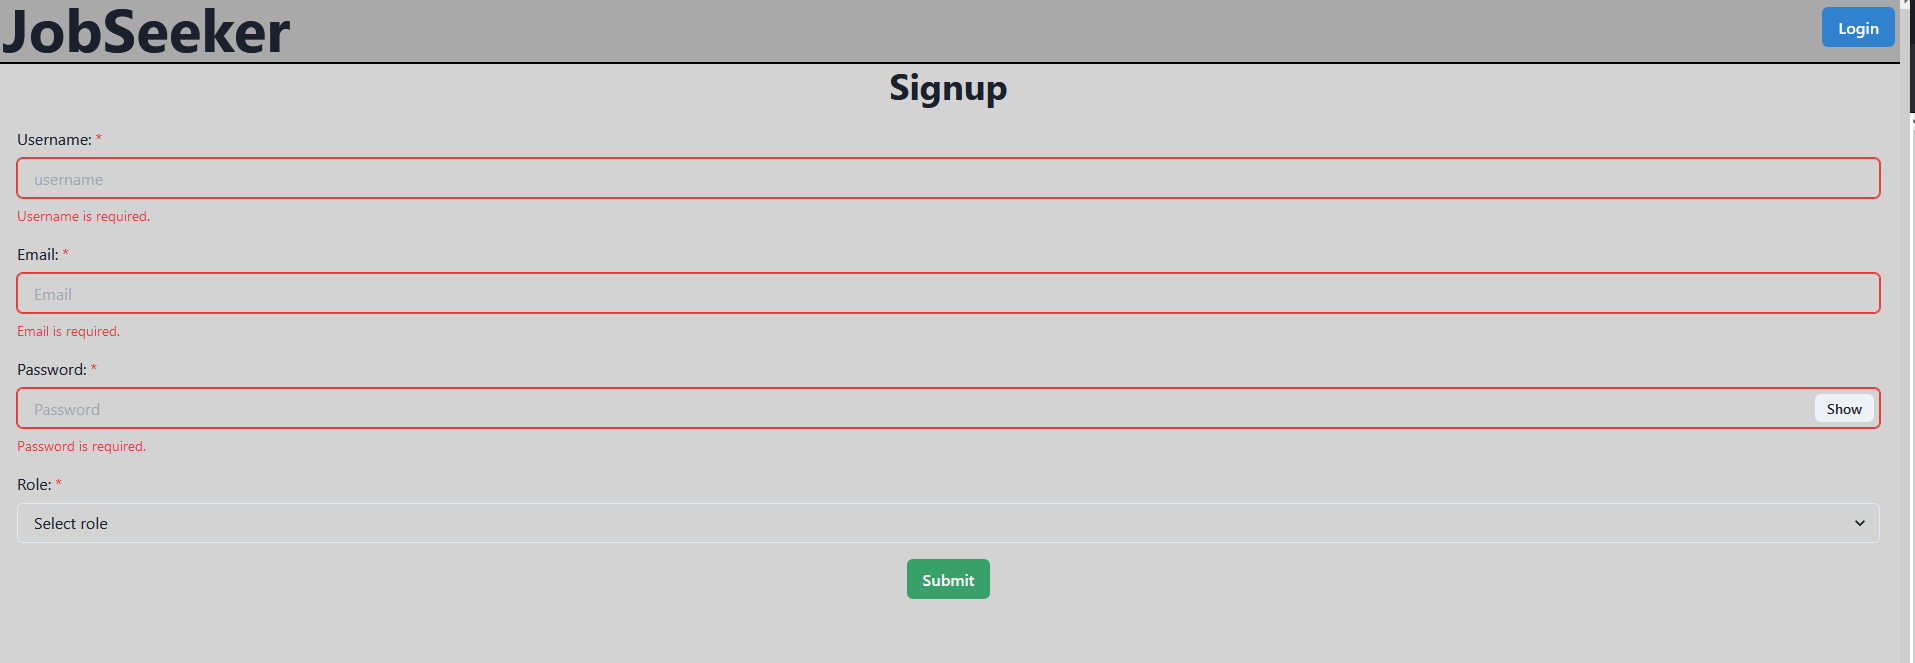 JobSeeker
Login
Signup
Username: *
username
Username is required.
Email: *
Email
Email is required.
Password: *
Password
Show
Password is required.
Role: *
Select role
Submit